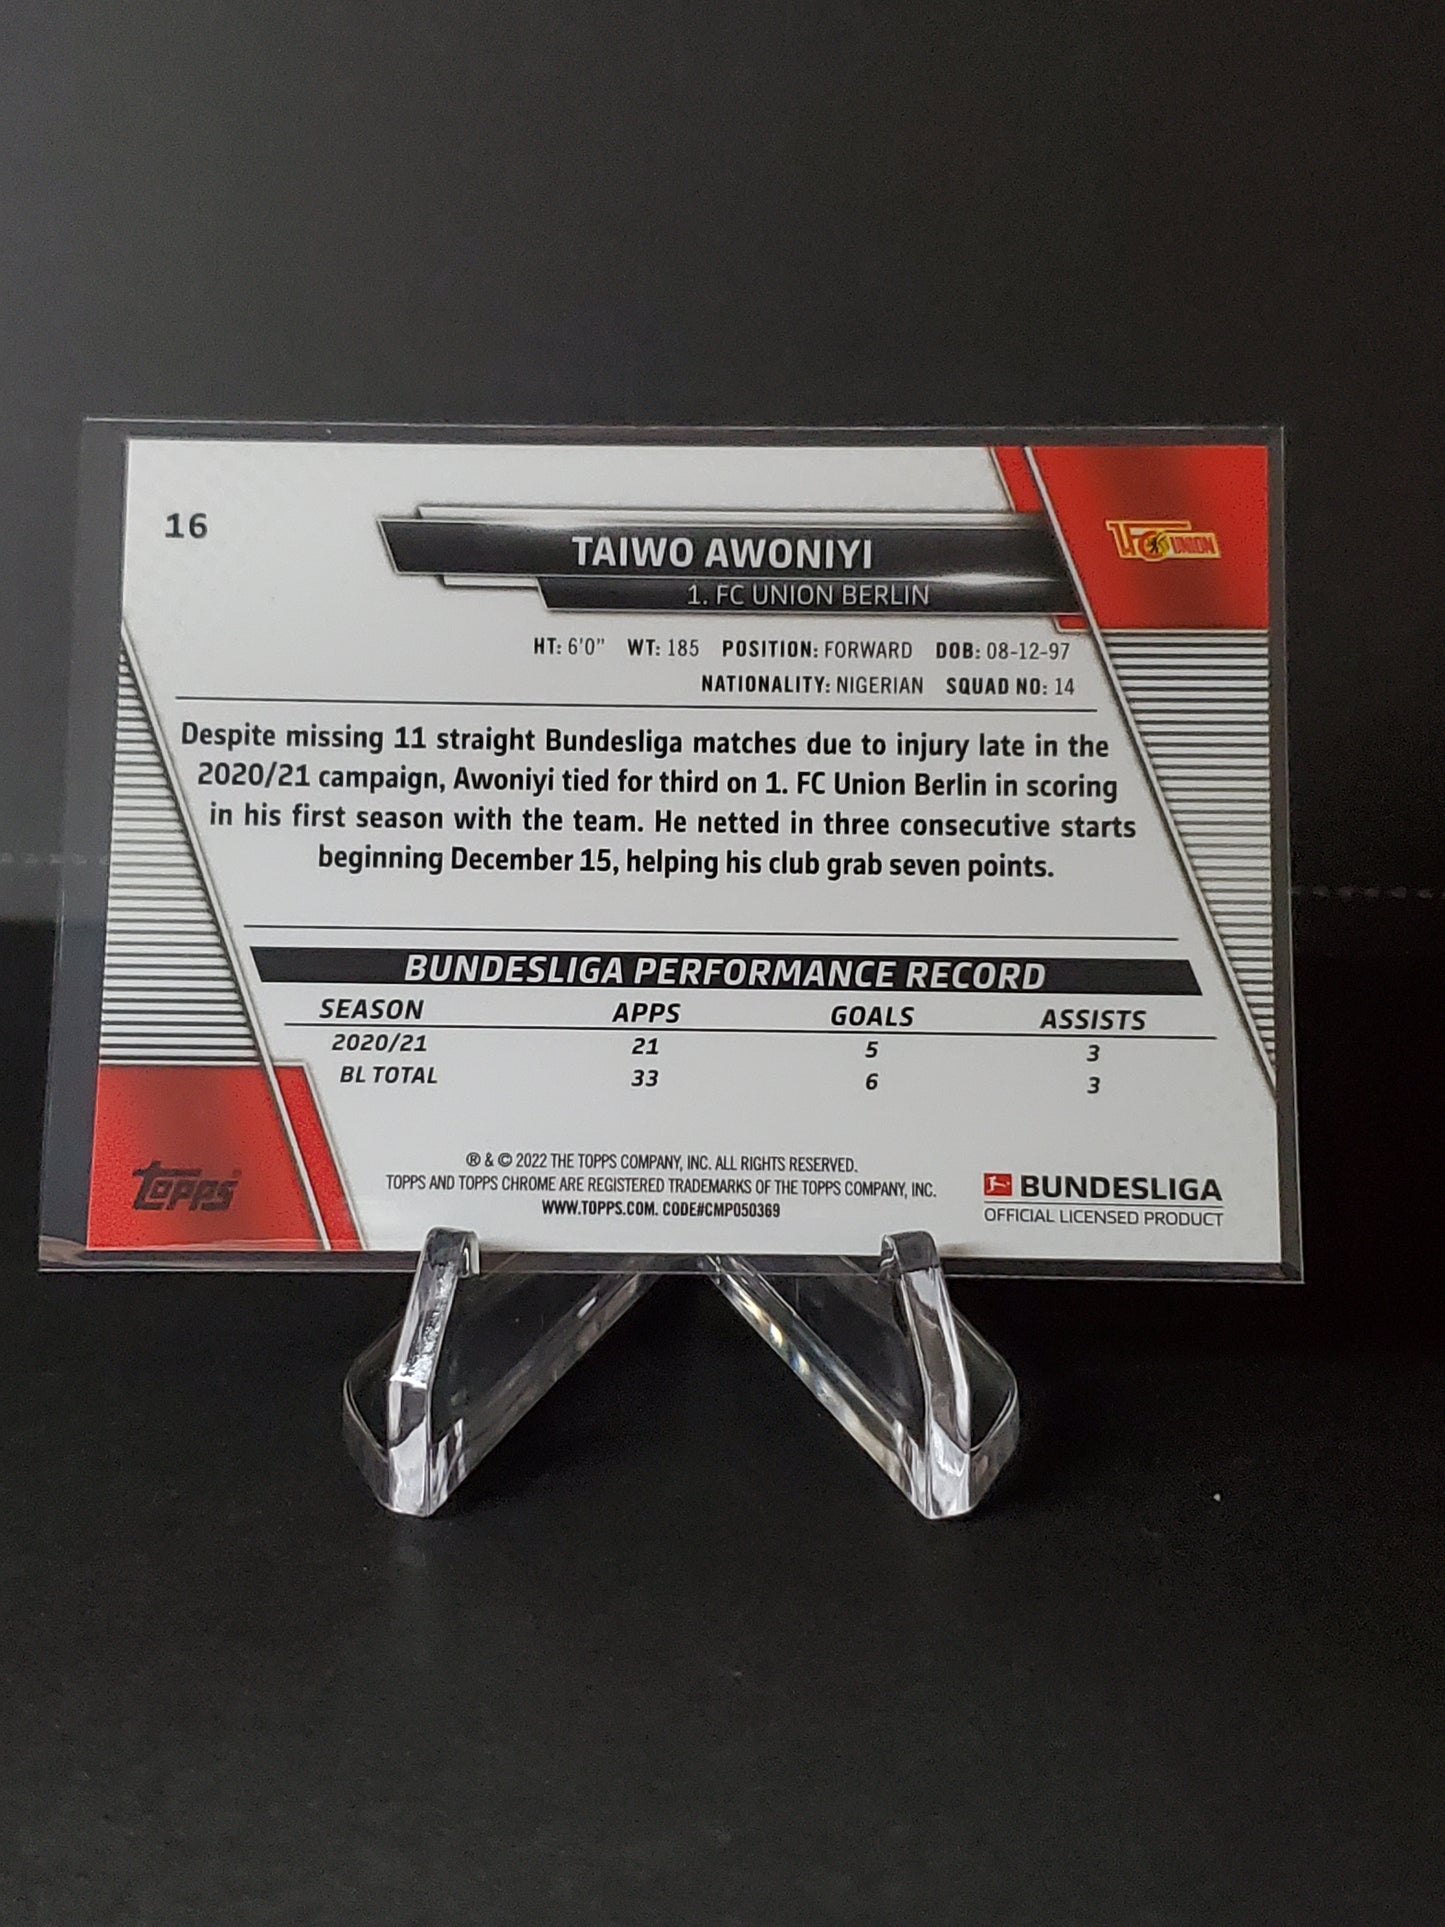 16
TAIWO AWONIYI
1. FC UNION BERLIN
UNION
HT: 6'0" WT: 185 POSITION: FORWARD DOB: 08-12-97
NATIONALITY: NIGERIAN SQUAD NO: 14
Despite missing 11 straight Bundesliga matches due to injury late in the
2020/21 campaign, Awoniyi tied for third on 1. FC Union Berlin in scoring
in his first season with the team. He netted in three consecutive starts
beginning December 15, helping his club grab seven points.
BUNDESLIGA PERFORMANCE RECORD
SEASON APPS GOALS ASSISTS
2020/21 21 5 3
BL TOTAL 33 6 3
® & © 2022 THE TOPPS COMPANY, INC. ALL RIGHTS RESERVED.
TOPPS AND TOPPS CHROME ARE REGISTERED TRADEMARKS OF THE TOPPS COMPANY, INC.
WWW.TOPPS.COM. CODE#CMP050369
Topps®
BUNDESLIGA
OFFICIAL LICENSED PRODUCT